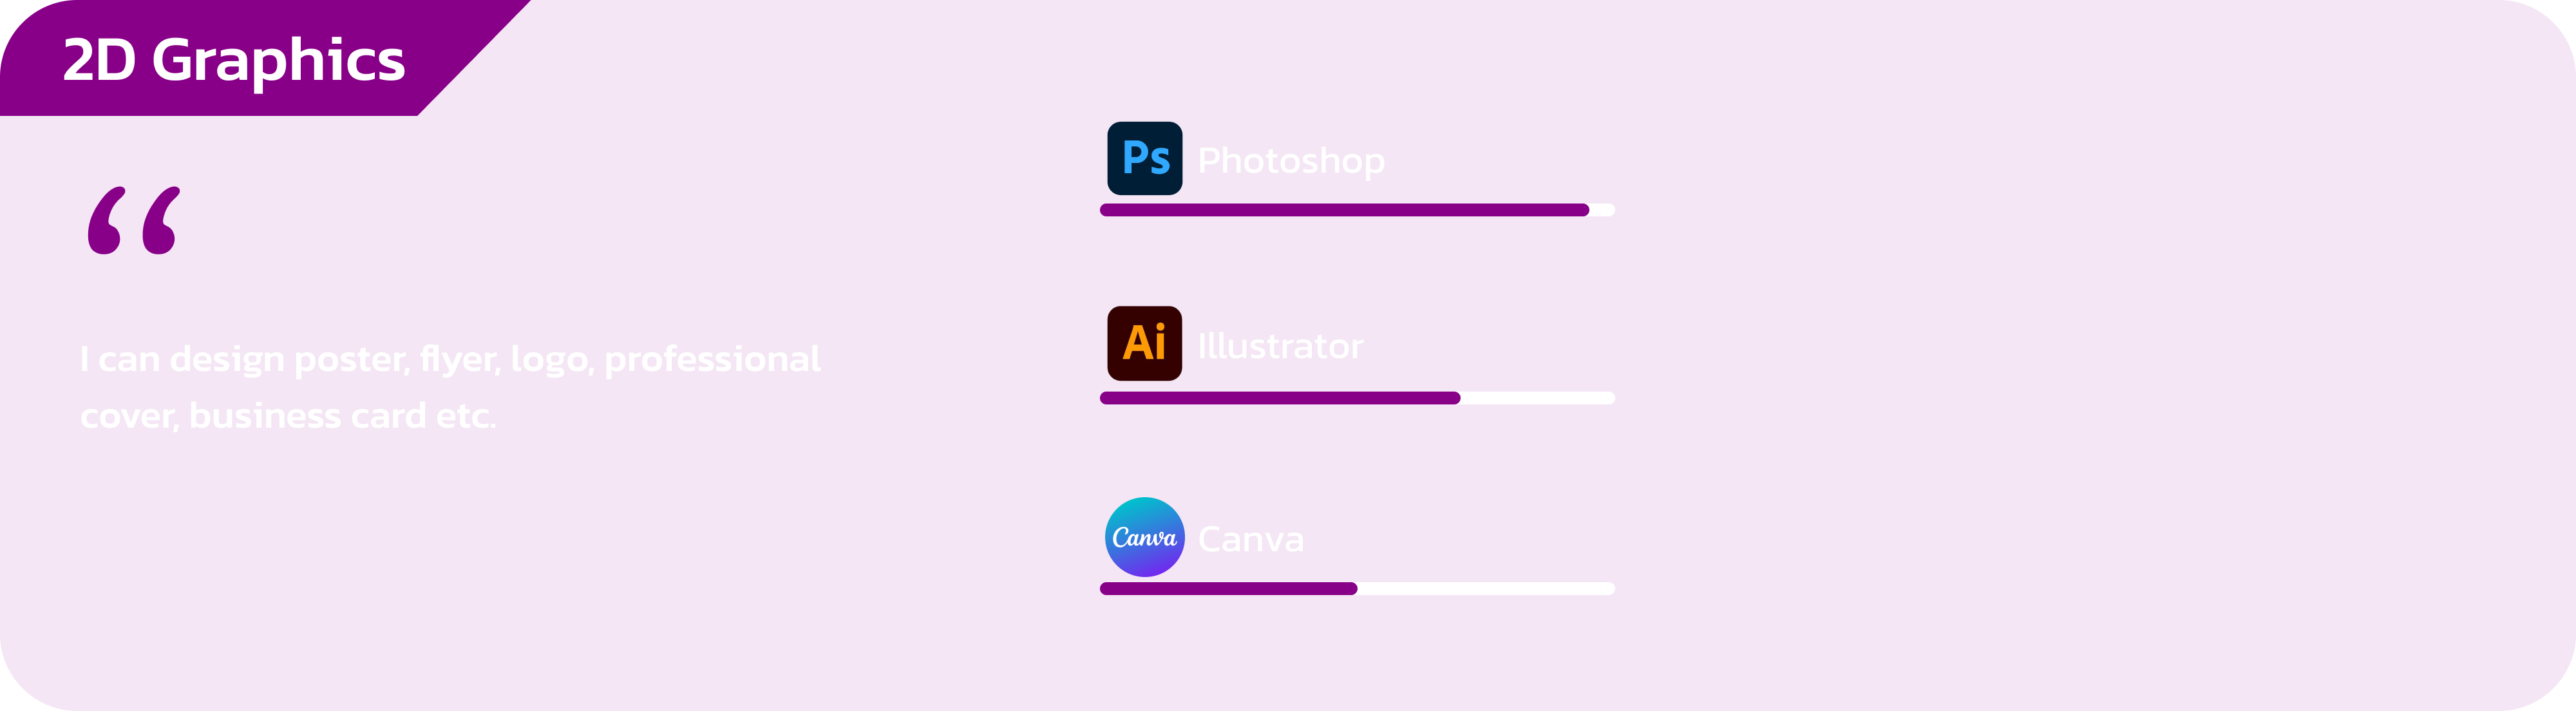 2D Graphics
“
I can design poster, flyer, logo, professional
cover, business card etc.
Ps Photoshop
Ai Illustrator
Canva Canva